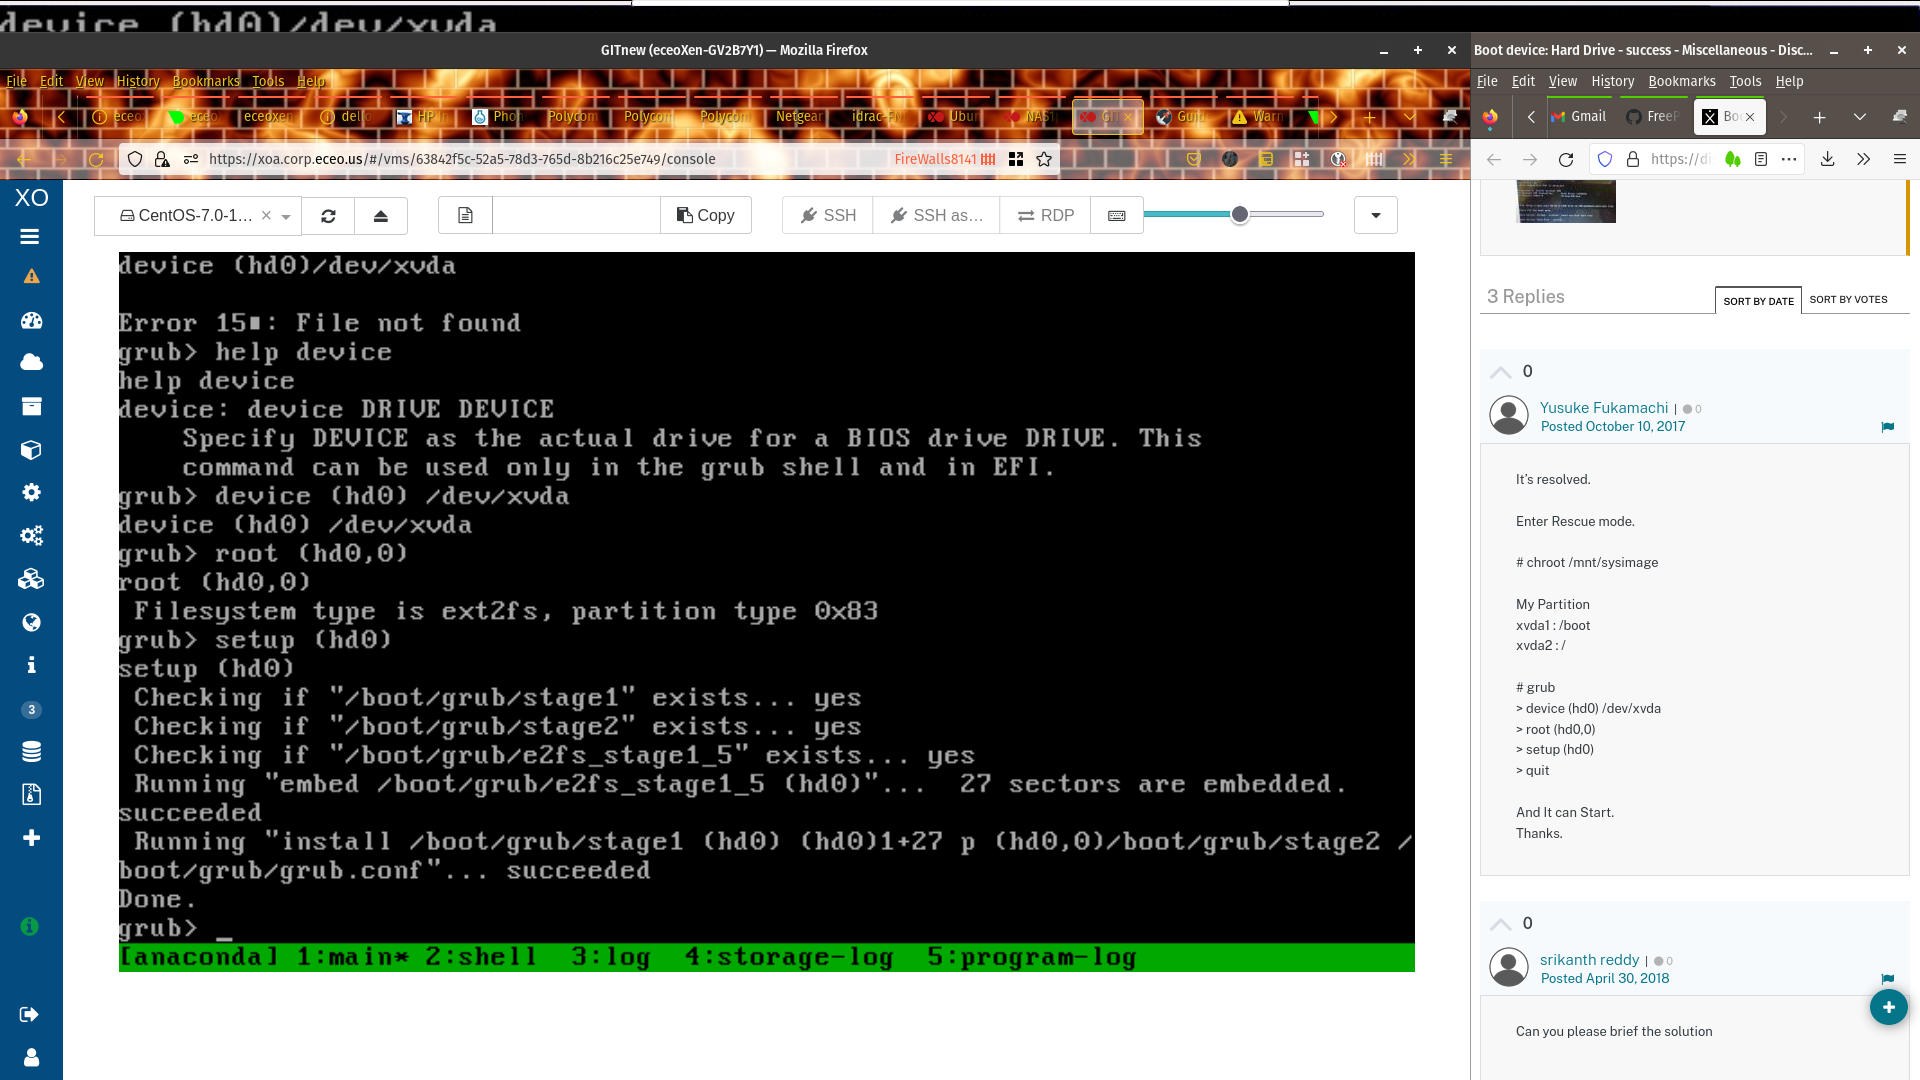 device (hd0)/dev/xvda
GITnew (eceoXen-GV2B7Y1) — Mozilla Firefox
File Edit View History Bookmarks Tools Help
eceo
eceo
eceoxen
dello
HP in
Phon
Polycom
Polycom
Polycom
Netgear
idrac-FN
Ubun
NAS1
GIT
Guid
Warn
https://xoa.corp.eceo.us/#/vms/63842f5c-52a5-78d3-765d-8b216c25e749/console
FireWalls8141
XO
3
CentOS-7.0-1...
Copy
SSH
SSH as...
RDP
device (hd0)/dev/xvda
Error 15: File not found
grub> help device
help device
device: device DRIVE DEVICE
Specify DEVICE as the actual drive for a BIOS drive DRIVE. This
command can be used only in the grub shell and in EFI.
grub> device (hd0) /dev/xvda
device (hd0) /dev/xvda
grub> root (hd0,0)
root (hd0,0)
Filesystem type is ext2fs, partition type 0x83
grub> setup (hd0)
setup (hd0)
Checking if "/boot/grub/stage1" exists... yes
Checking if "/boot/grub/stage2" exists... yes
Checking if "/boot/grub/e2fs_stage1_5" exists... yes
Running "embed /boot/grub/e2fs_stage1_5 (hd0)"...  27 sectors are embedded.
succeeded
Running "install /boot/grub/stage1 (hd0) (hd0)1+27 p (hd0,0)/boot/grub/stage2 /
boot/grub/grub.conf"... succeeded
Done.
grub> _
[anaconda] 1:main* 2:shell  3:log  4:storage-log  5:program-log
Boot device: Hard Drive - success - Miscellaneous - Disc...
File Edit View History Bookmarks Tools Help
Gmail
FreeP
Boo
https://di
3 Replies
SORT BY DATE
SORT BY VOTES
0
Yusuke Fukamachi | 0
Posted October 10, 2017
It's resolved.
Enter Rescue mode.
# chroot /mnt/sysimage
My Partition
xvda1 : /boot
xvda2 : /
# grub
> device (hd0) /dev/xvda
> root (hd0,0)
> setup (hd0)
> quit
And It can Start.
Thanks.
0
srikanth reddy | 0
Posted April 30, 2018
Can you please brief the solution